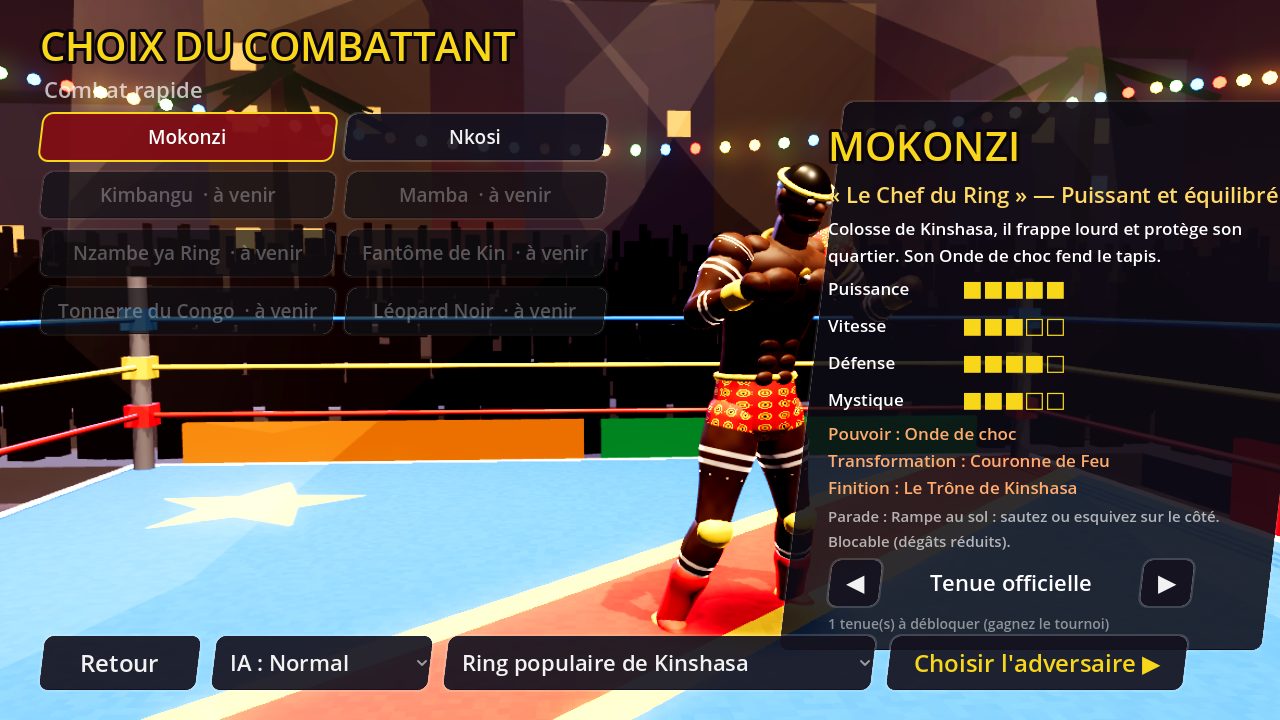 CHOIX DU COMBATTANT
Combat rapide
Mokonzi
Nkosi
Kimbangu · à venir
Mamba · à venir
Nzambe ya Ring · à venir
Fantôme de Kin · à venir
Tonnerre du Congo · à venir
Léopard Noir · à venir
MOKONZI
« Le Chef du Ring » — Puissant et équilibré
Colosse de Kinshasa, il frappe lourd et protège son
quartier. Son Onde de choc fend le tapis.
Puissance
Vitesse
Défense
Mystique
Pouvoir : Onde de choc
Transformation : Couronne de Feu
Finition : Le Trône de Kinshasa
Parade : Rampe au sol : sautez ou esquivez sur le côté.
Blocable (dégâts réduits).
◀ Tenue officielle ▶
1 tenue(s) à débloquer (gagnez le tournoi)
Retour
IA : Normal
Ring populaire de Kinshasa
Choisir l'adversaire ▶